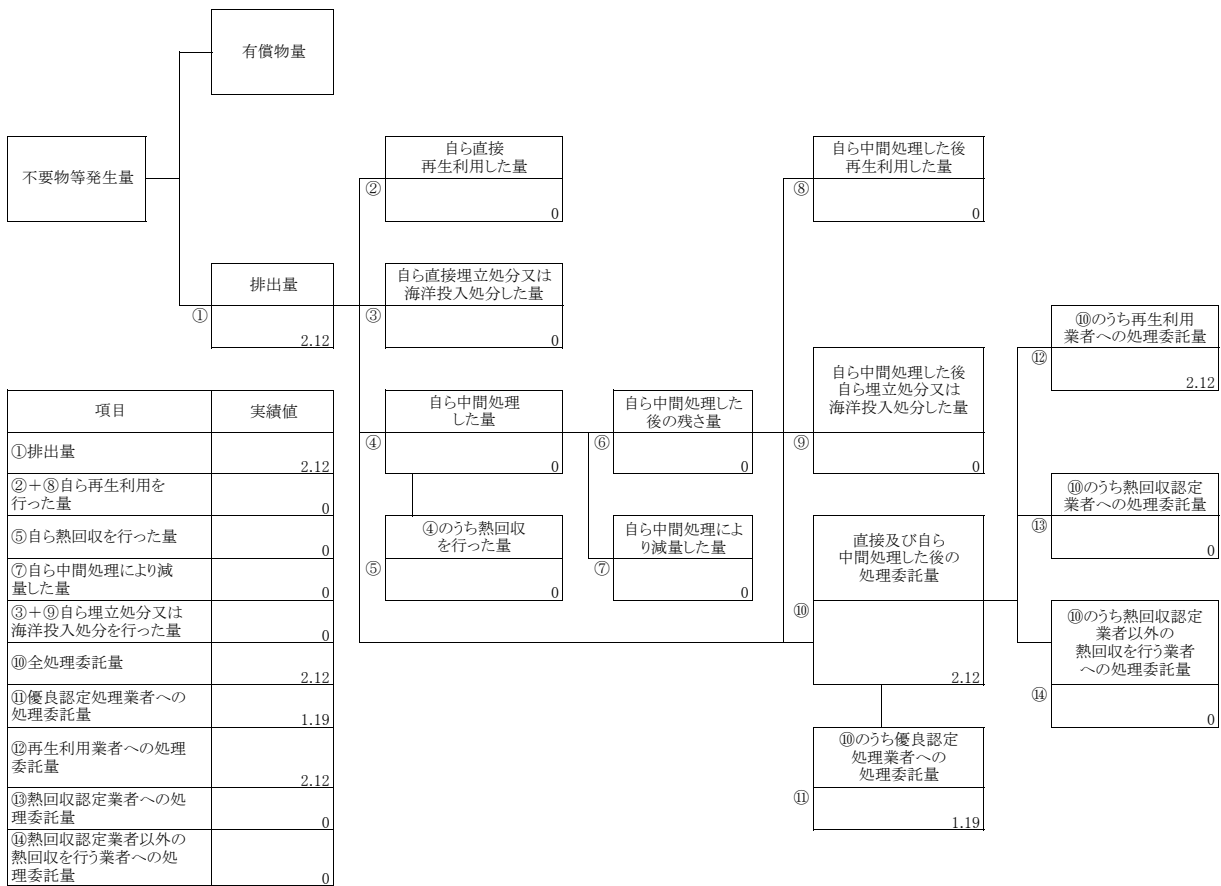 有償物量
不要物等発生量
排出量
①
2.12
自ら直接
再生利用した量
②
0
自ら直接埋立処分又は
海洋投入処分した量
③
0
自ら中間処理
した量
④
0
④のうち熱回収
を行った量
⑤
0
自ら中間処理した
後の残さ量
⑥
0
自ら中間処理によ
り減量した量
⑦
0
自ら中間処理した後
再生利用した量
⑧
0
自ら中間処理した後
自ら埋立処分又は
海洋投入処分した量
⑨
0
直接及び自ら
中間処理した後の
処理委託量
⑩
2.12
⑩のうち優良認定
処理業者への
処理委託量
⑪
1.19
⑩のうち再生利用
業者への処理委託量
⑫
2.12
⑩のうち熱回収認定
業者への処理委託量
⑬
0
⑩のうち熱回収認定
業者以外の
熱回収を行う業者
への処理委託量
⑭
0
項目 実績値
①排出量
2.12
②+⑧自ら再生利用を
行った量
0
⑤自ら熱回収を行った量
0
⑦自ら中間処理により減
量した量
0
③+⑨自ら埋立処分又は
海洋投入処分を行った量
0
⑩全処理委託量
2.12
⑪優良認定処理業者への
処理委託量
1.19
⑫再生利用業者への処理
委託量
2.12
⑬熱回収認定業者への処
理委託量
0
⑭熱回収認定業者以外の
熱回収を行う業者への処
理委託量
0